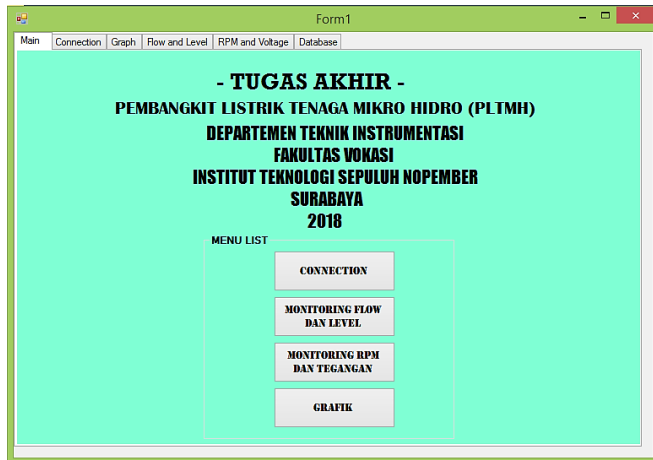 Form1
Main Connection Graph Flow and Level RPM and Voltage Database
- TUGAS AKHIR -
PEMBANGKIT LISTRIK TENAGA MIKRO HIDRO (PLTMH)
DEPARTEMEN TEKNIK INSTRUMENTASI
FAKULTAS VOKASI
INSTITUT TEKNOLOGI SEPULUH NOPEMBER
SURABAYA
2018
MENU LIST
CONNECTION
MONITORING FLOW
DAN LEVEL
MONITORING RPM
DAN TEGANGAN
GRAFIK